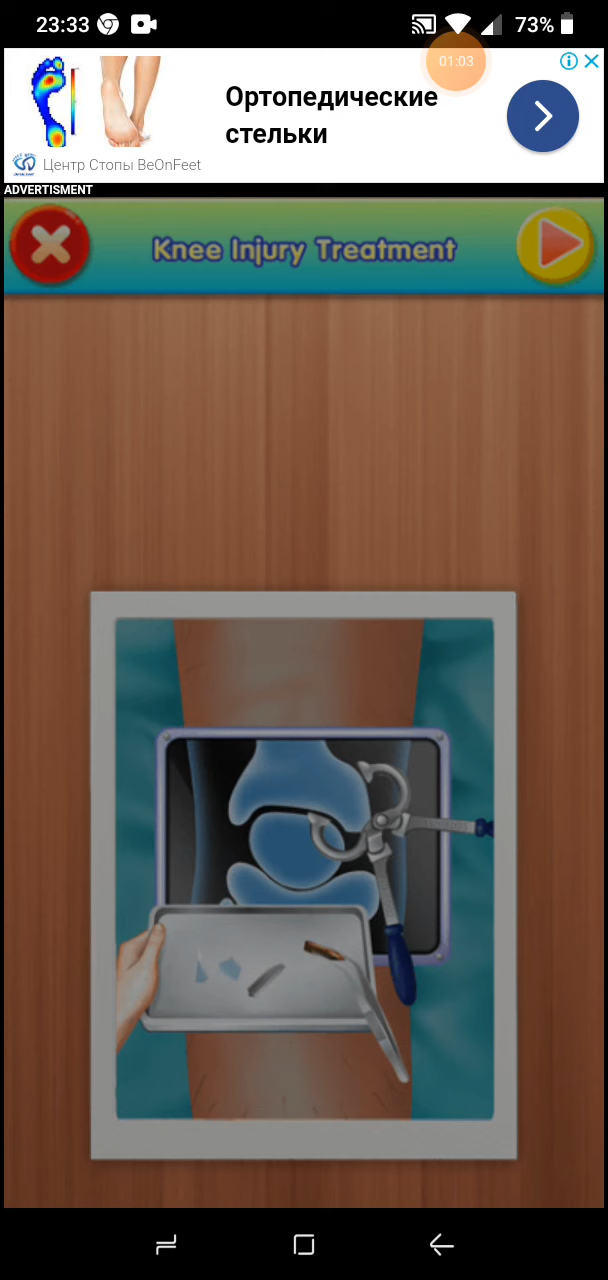 23:33
73%
01:03
Ортопедические
стельки
Центр Стопы BeOnFeet
ADVERTISMENT
Knee Injury Treatment